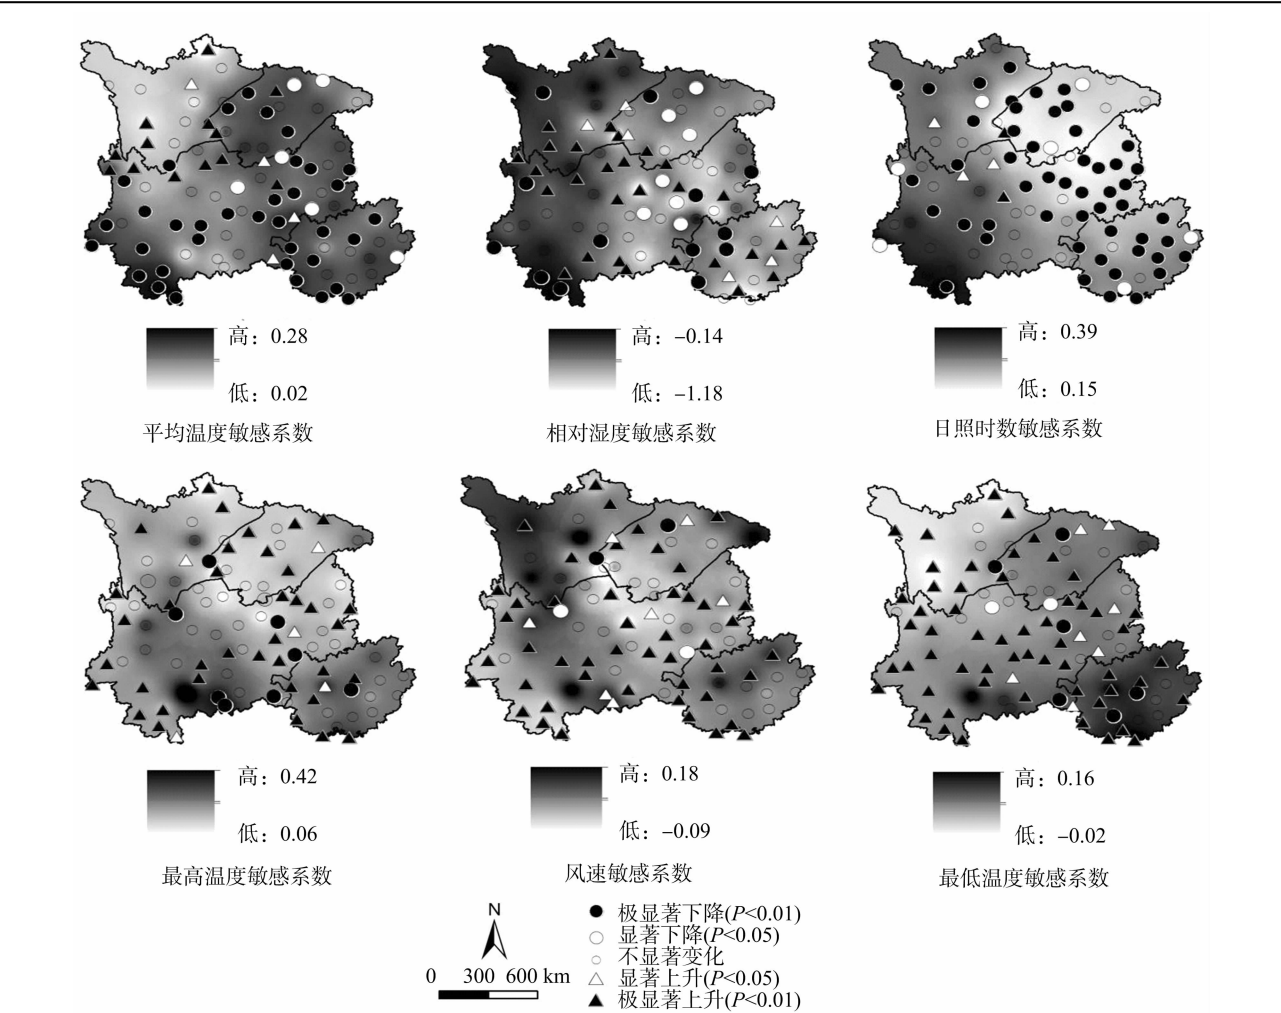 高：0.28
低：0.02
平均温度敏感系数
高：−0.14
低：−1.18
相对湿度敏感系数
高：0.39
低：0.15
日照时数敏感系数
高：0.42
低：0.06
最高温度敏感系数
高：0.18
低：−0.09
风速敏感系数
高：0.16
低：−0.02
最低温度敏感系数
N
0 300 600 km
极显著下降(P<0.01)
显著下降(P<0.05)
不显著变化
显著上升(P<0.05)
极显著上升(P<0.01)